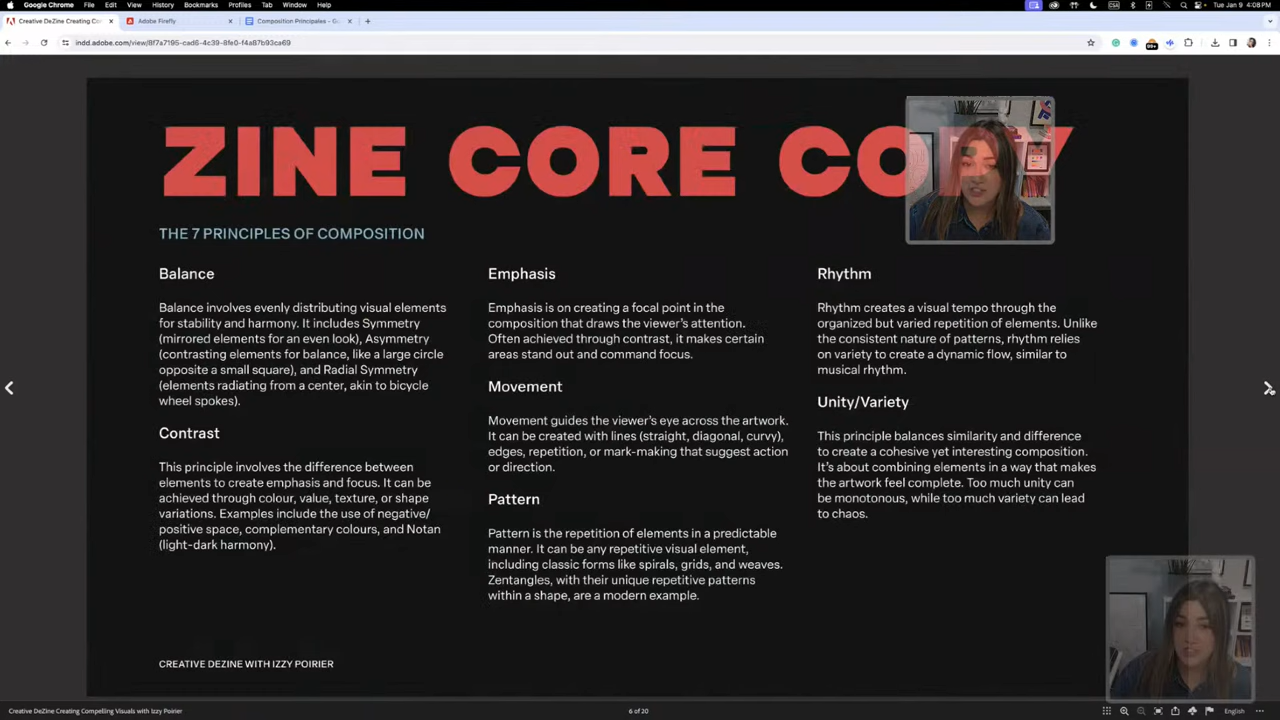 Google Chrome File Edit View History Bookmarks Profiles Tab Window Help Tue Jan 9 4:08 PM
Creative DeZine Creating Co Adobe Firefly Composition Principales - G
indd.adobe.com/view/8f7a7195-cad6-4c39-8fe0-f4a87b93ca69
ZINE CORE
THE 7 PRINCIPLES OF COMPOSITION
Balance
Balance involves evenly distributing visual elements
for stability and harmony. It includes Symmetry
(mirrored elements for an even look), Asymmetry
(contrasting elements for balance, like a large circle
opposite a small square), and Radial Symmetry
(elements radiating from a center, akin to bicycle
wheel spokes).
Contrast
This principle involves the difference between
elements to create emphasis and focus. It can be
achieved through colour, value, texture, or shape
variations. Examples include the use of negative/
positive space, complementary colours, and Notan
(light-dark harmony).
Emphasis
Emphasis is on creating a focal point in the
composition that draws the viewer's attention.
Often achieved through contrast, it makes certain
areas stand out and command focus.
Movement
Movement guides the viewer's eye across the artwork.
It can be created with lines (straight, diagonal, curvy),
edges, repetition, or mark-making that suggest action
or direction.
Pattern
Pattern is the repetition of elements in a predictable
manner. It can be any repetitive visual element,
including classic forms like spirals, grids, and weaves.
Zentangles, with their unique repetitive patterns
within a shape, are a modern example.
Rhythm
Rhythm creates a visual tempo through the
organized but varied repetition of elements. Unlike
the consistent nature of patterns, rhythm relies
on variety to create a dynamic flow, similar to
musical rhythm.
Unity/Variety
This principle balances similarity and difference
to create a cohesive yet interesting composition.
It's about combining elements in a way that makes
the artwork feel complete. Too much unity can
be monotonous, while too much variety can lead
to chaos.
CREATIVE DEZINE WITH IZZY POIRIER
Creative DeZine Creating Compelling Visuals with Izzy Poirier 6 of 20 English